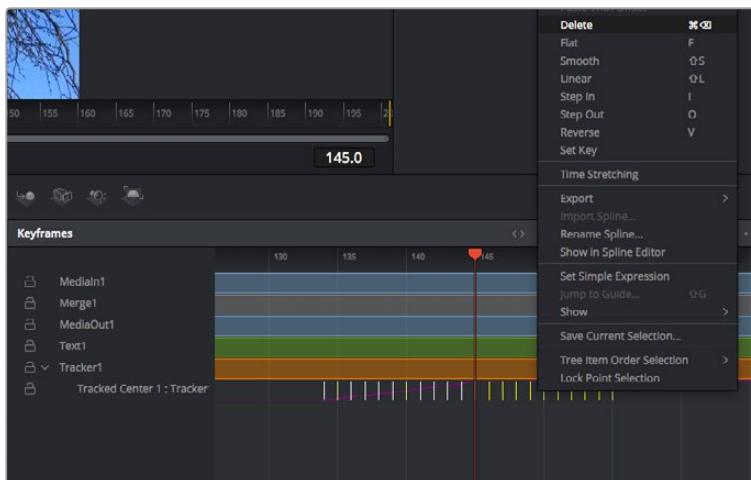 Delete ⌘⌫
Flat F
Smooth ⇧S
Linear ⇧L
Step In I
Step Out O
Reverse V
Set Key
Time Stretching
Export >
Import Spline...
Rename Spline...
Show in Spline Editor
Set Simple Expression
Jump to Guide... ⇧G
Show >
Save Current Selection...
Tree Item Order Selection >
Lock Point Selection
50 155 160 165 170 175 180 185 190 195
145.0
Keyframes
130 135 140 145
MediaIn1
Merge1
MediaOut1
Text1
Tracker1
Tracked Center 1 : Tracker